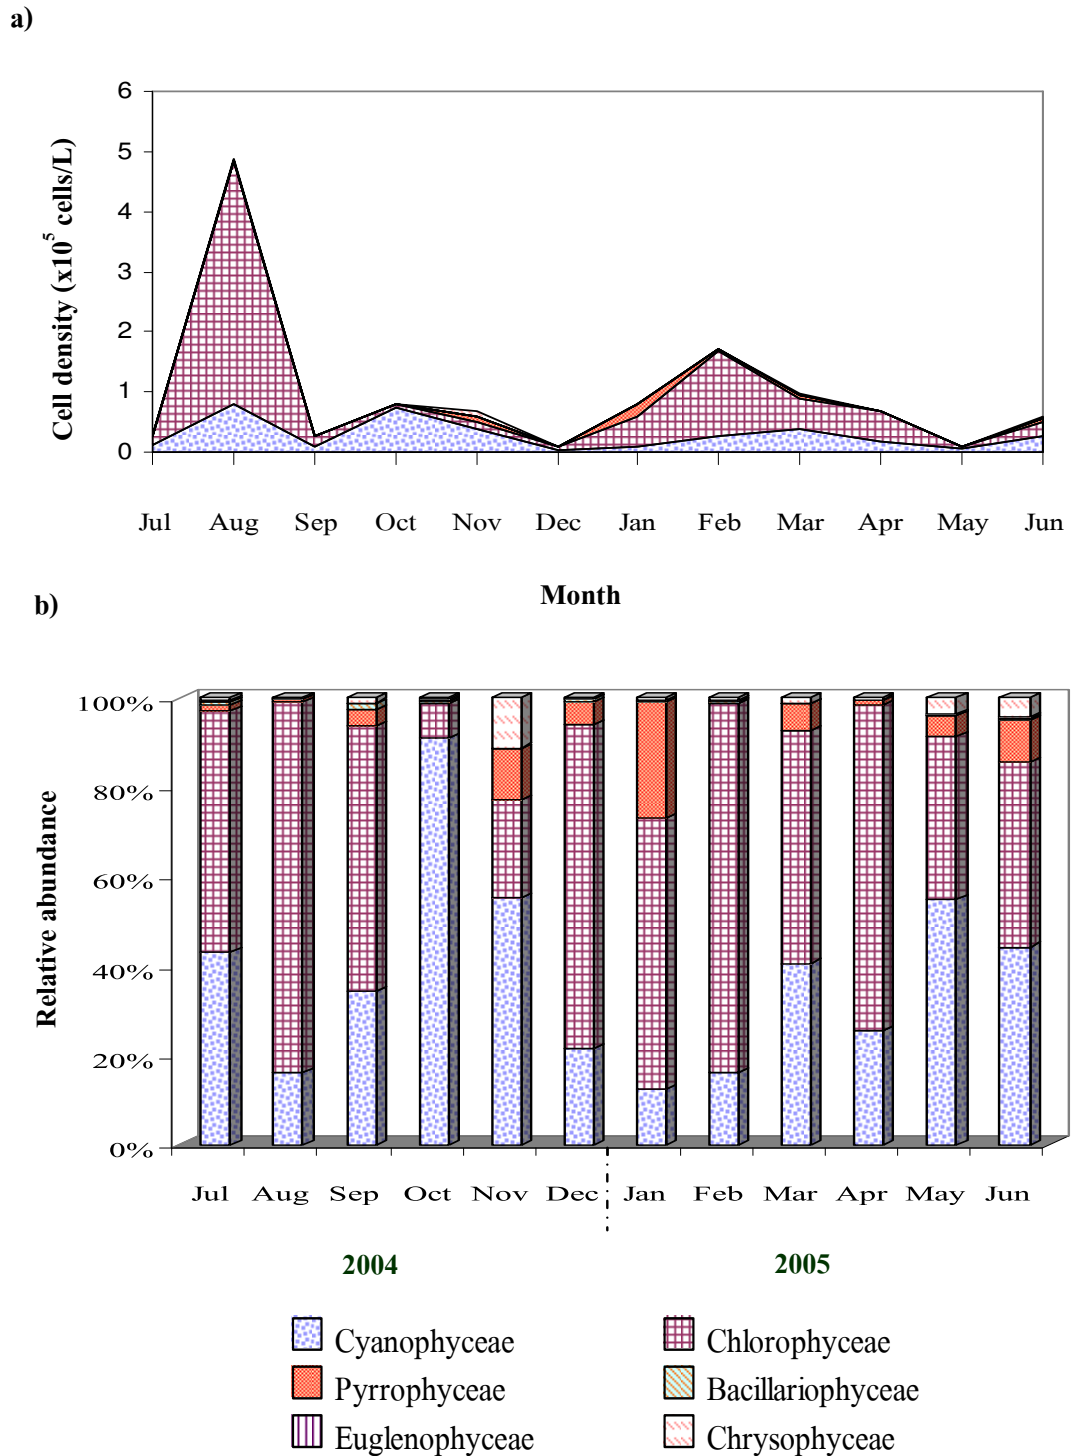 a)
6
5
4
3
2
1
0
Cell density (x10⁵ cells/L)
Jul Aug Sep Oct Nov Dec Jan Feb Mar Apr May Jun
Month
b)
100%
80%
60%
40%
20%
0%
Relative abundance
Jul Aug Sep Oct Nov Dec Jan Feb Mar Apr May Jun
2004 2005
Cyanophyceae Chlorophyceae
Pyrrophyceae Bacillariophyceae
Euglenophyceae Chrysophyceae